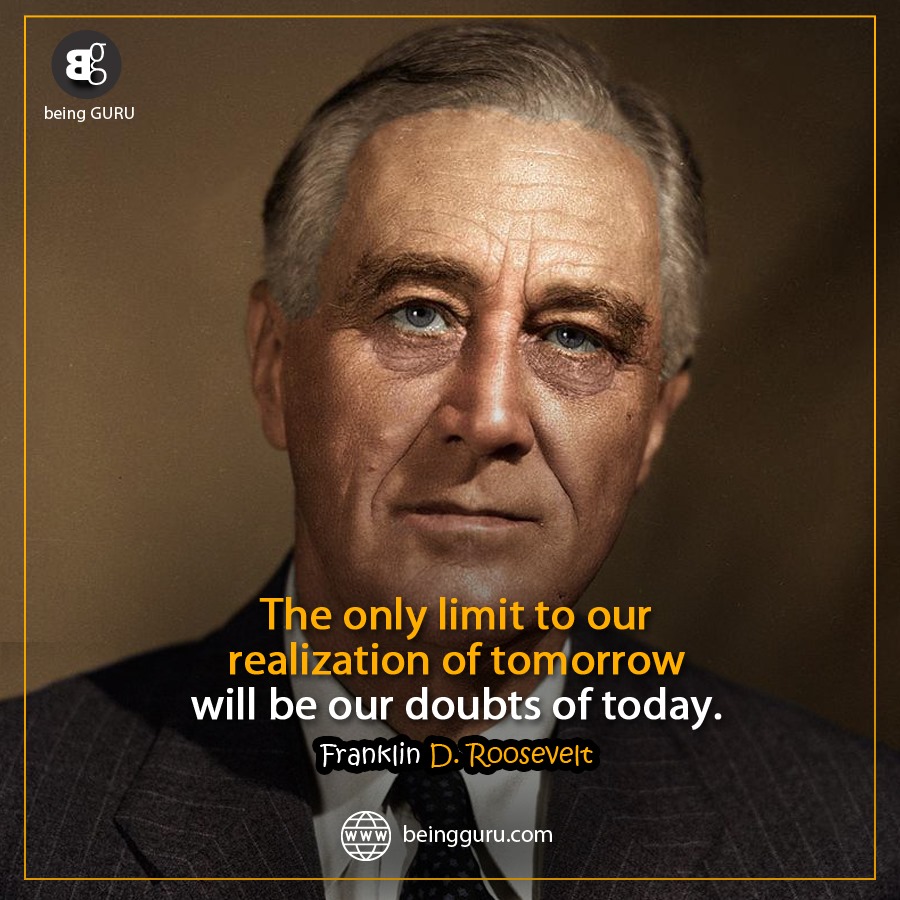 Bg
being GURU
The only limit to our
realization of tomorrow
will be our doubts of today.
Franklin D. Roosevelt
www beingguru.com